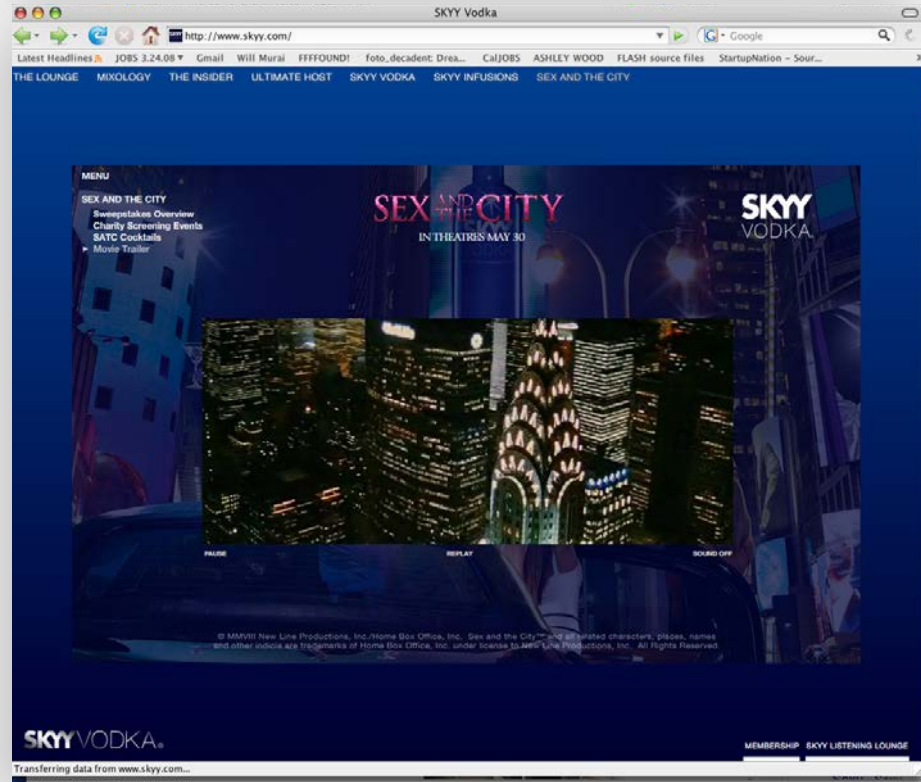 SKYY Vodka
http://www.skyy.com/
Google
Latest Headlines JOBS 3.24.08 Gmail Will Murai FFFFOUND! foto_decadent: Drea... CalJOBS ASHLEY WOOD FLASH source files StartupNation – Sour...
THE LOUNGE MIXOLOGY THE INSIDER ULTIMATE HOST SKYY VODKA SKYY INFUSIONS SEX AND THE CITY
MENU
SEX AND THE CITY
Sweepstakes Overview
Charity Screening Events
SATC Cocktails
Movie Trailer
SEX AND THE CITY
IN THEATRES MAY 30
SKYY
VODKA
PAUSE REPLAY SOUND OFF
© MMVIII New Line Productions, Inc./Home Box Office, Inc. Sex and the City™ and all related characters, places, names
and other indicia are trademarks of Home Box Office, Inc. under license to New Line Productions, Inc. All Rights Reserved.
SKYY VODKA®
MEMBERSHIP SKYY LISTENING LOUNGE
Transferring data from www.skyy.com...